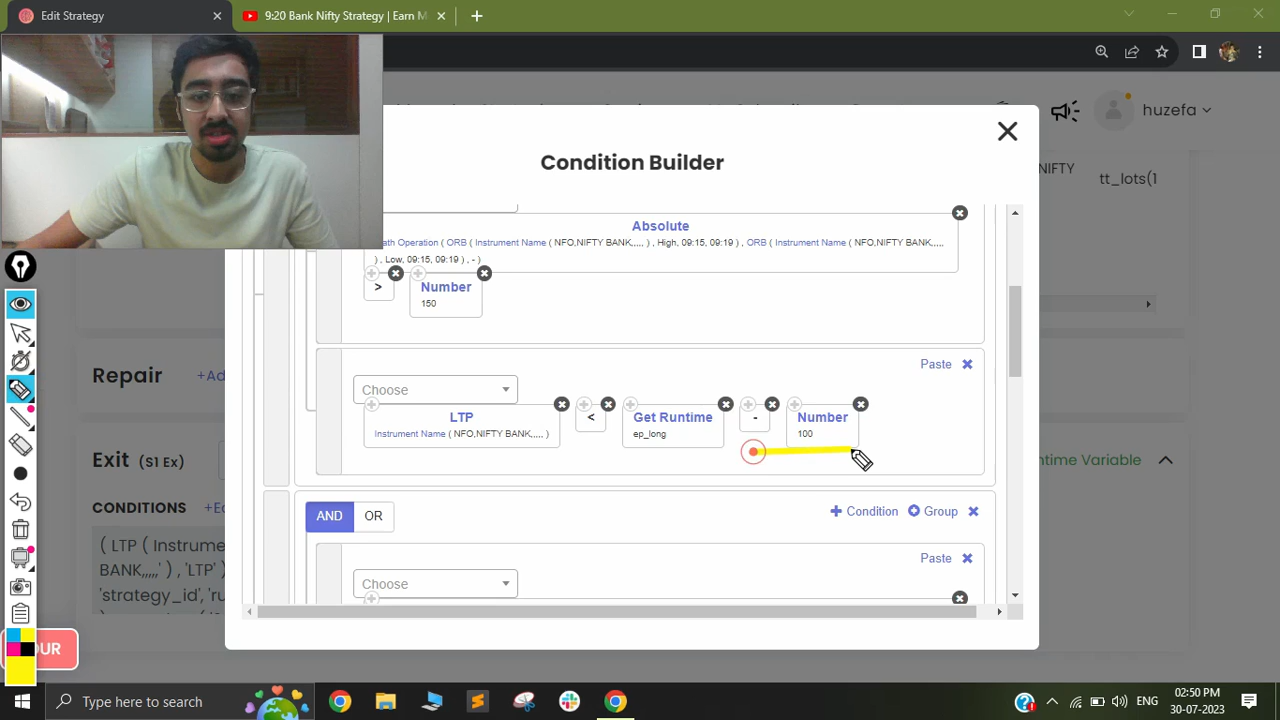 Edit Strategy
9:20 Bank Nifty Strategy | Earn M
huzefa
Condition Builder
NIFTY
tt_lots(1
Absolute
ath Operation ( ORB ( Instrument Name ( NFO,NIFTY BANK,,,,, ) , High, 09:15, 09:19 ) , ORB ( Instrument Name ( NFO,NIFTY BANK,,,,,
) , Low, 09:15, 09:19 ) , - )
>
Number
150
Paste
Choose
LTP
Instrument Name ( NFO,NIFTY BANK,,,,, )
<
Get Runtime
ep_long
-
Number
100
Repair
+Ad
Exit (S1 Ex)
ntime Variable
CONDITIONS
+Ed
( LTP ( Instrume
BANK,,,,,' ) , 'LTP' )
'strategy_id', 'ru
AND
OR
Condition
Group
Paste
Choose
OUR
Type here to search
ENG
02:50 PM
30-07-2023